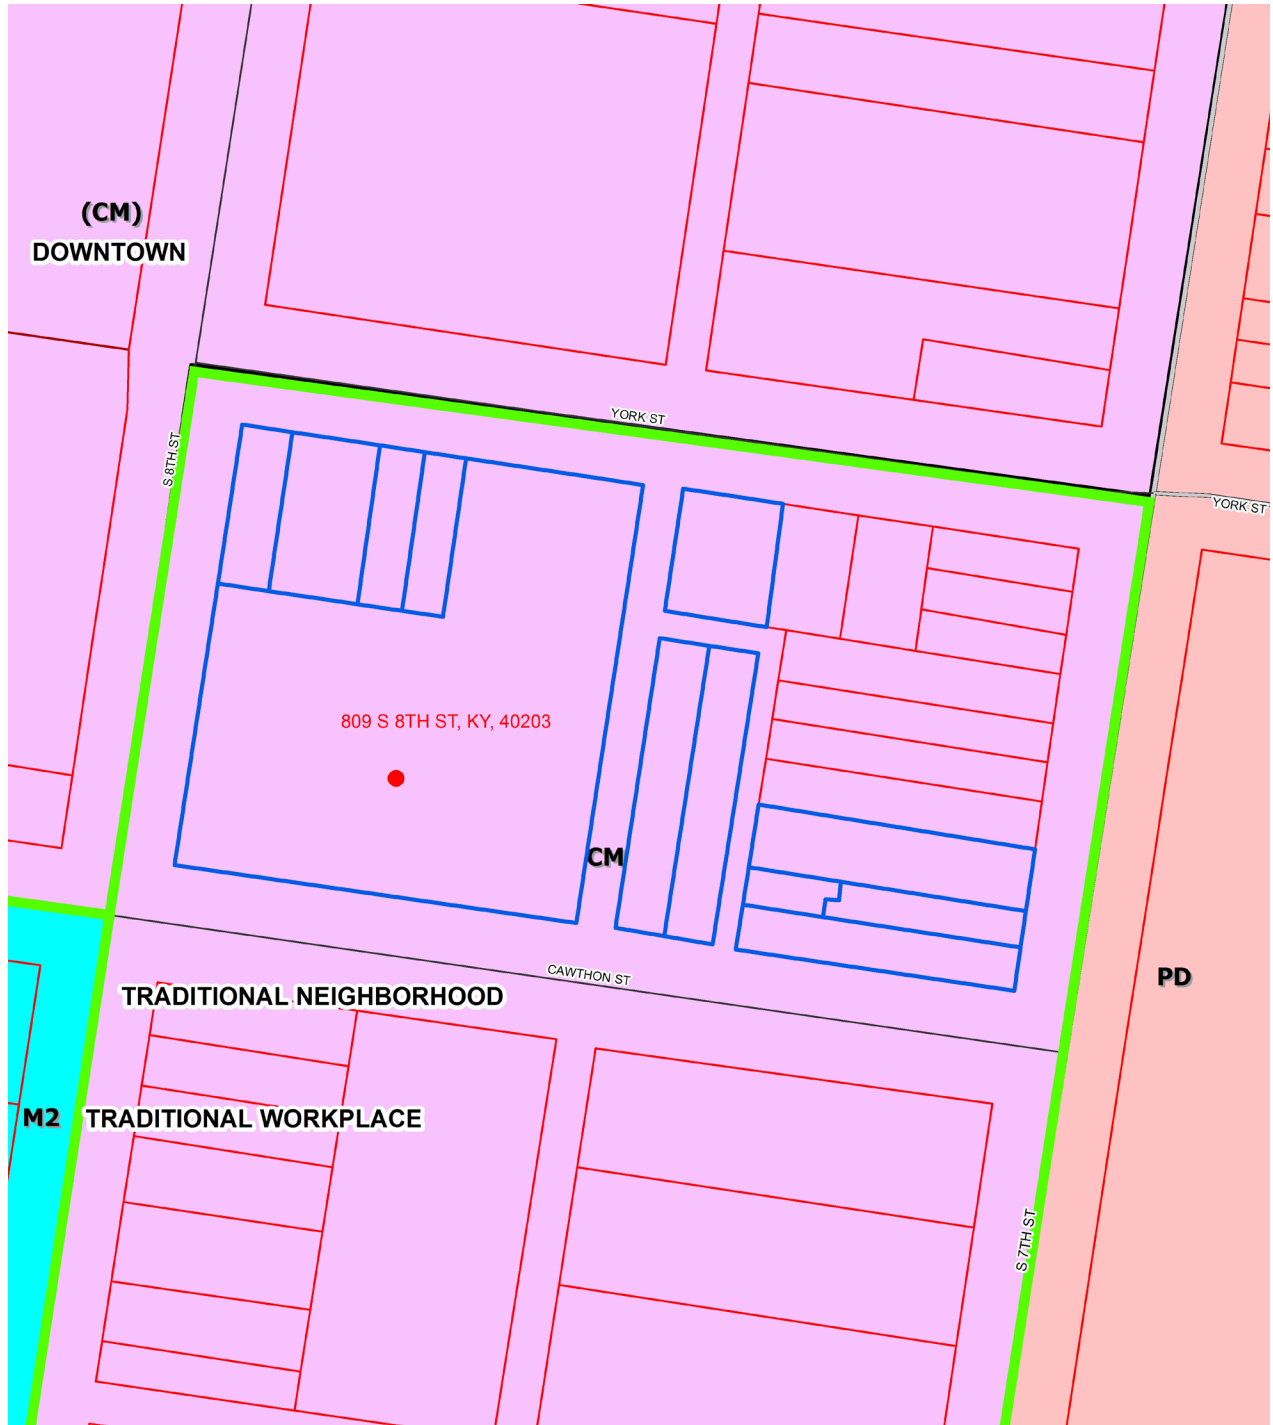 (CM)
DOWNTOWN
YORK ST
S 8TH ST
YORK ST
809 S 8TH ST, KY, 40203
CM
CAWTHON ST
PD
TRADITIONAL NEIGHBORHOOD
M2
TRADITIONAL WORKPLACE
S 7TH ST